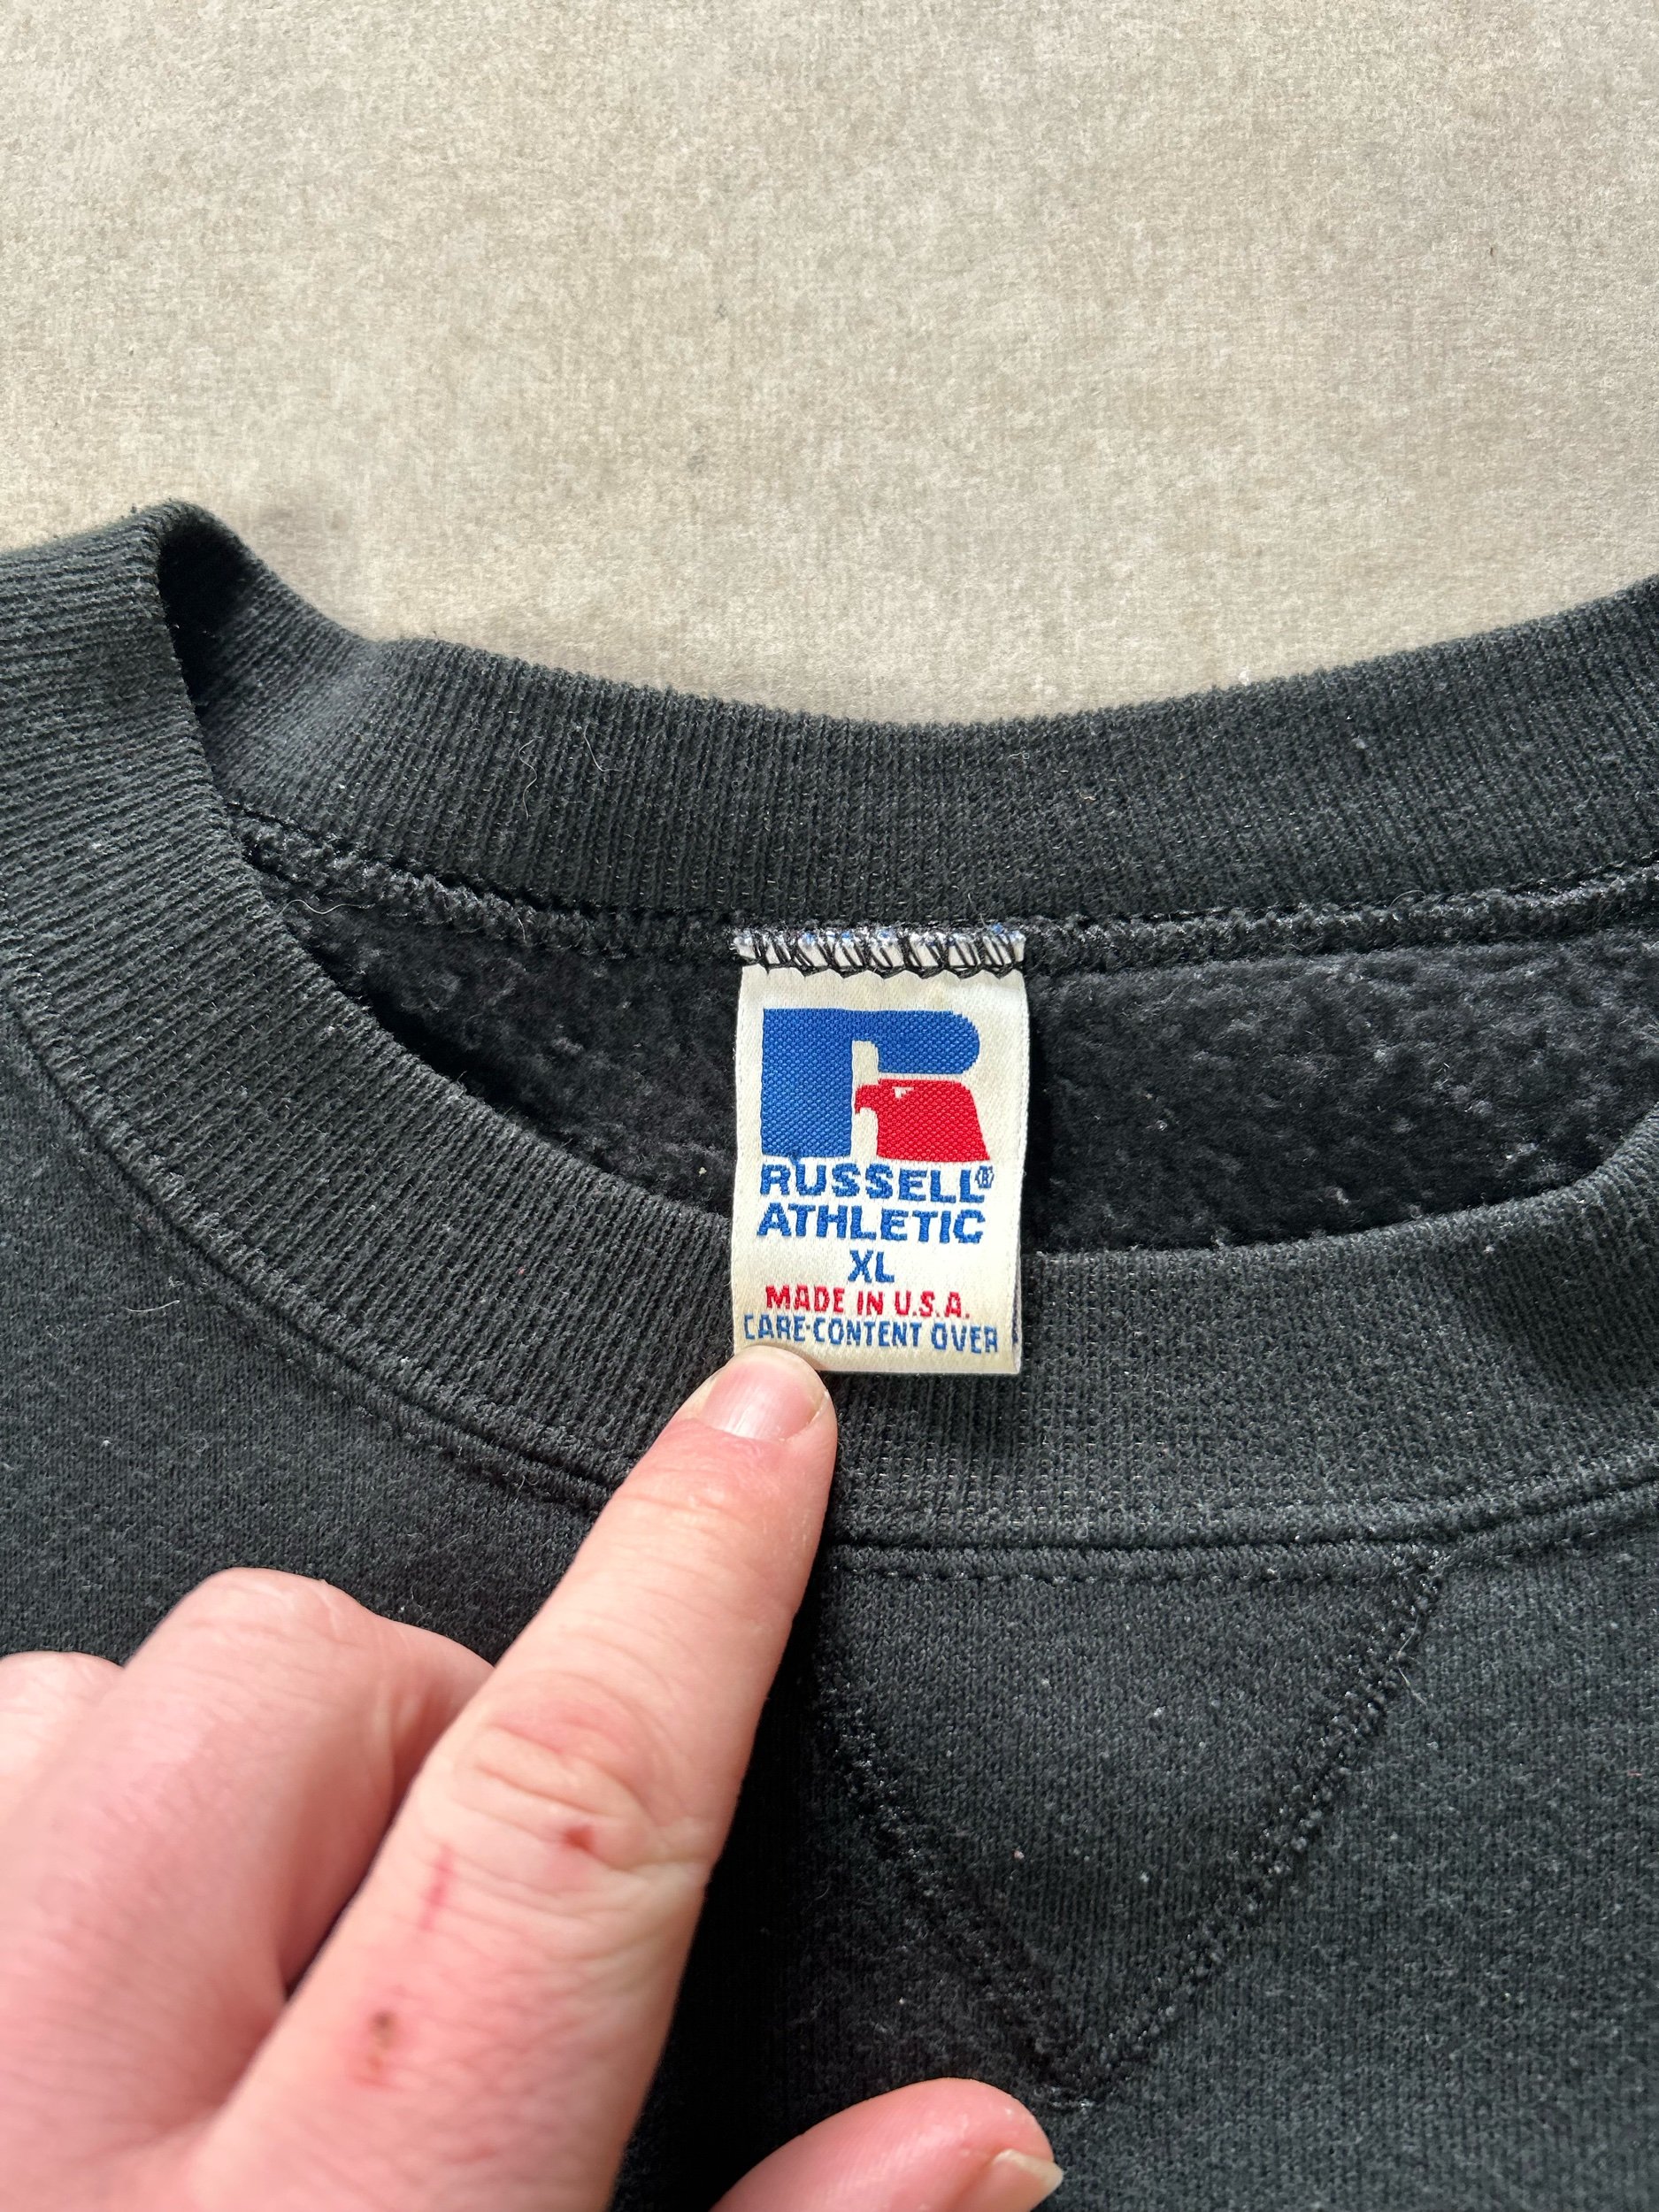 RUSSELL®
ATHLETIC
XL
MADE IN U.S.A.
CARE-CONTENT OVER